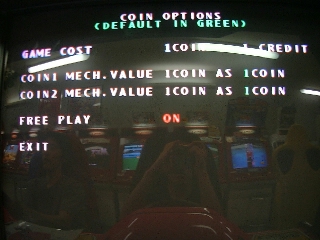 COIN OPTIONS
(DEFAULT IN GREEN)
GAME COST 1COIN 1 CREDIT
COIN1 MECH.VALUE 1COIN AS 1COIN
COIN2 MECH.VALUE 1COIN AS 1COIN
FREE PLAY ON
EXIT